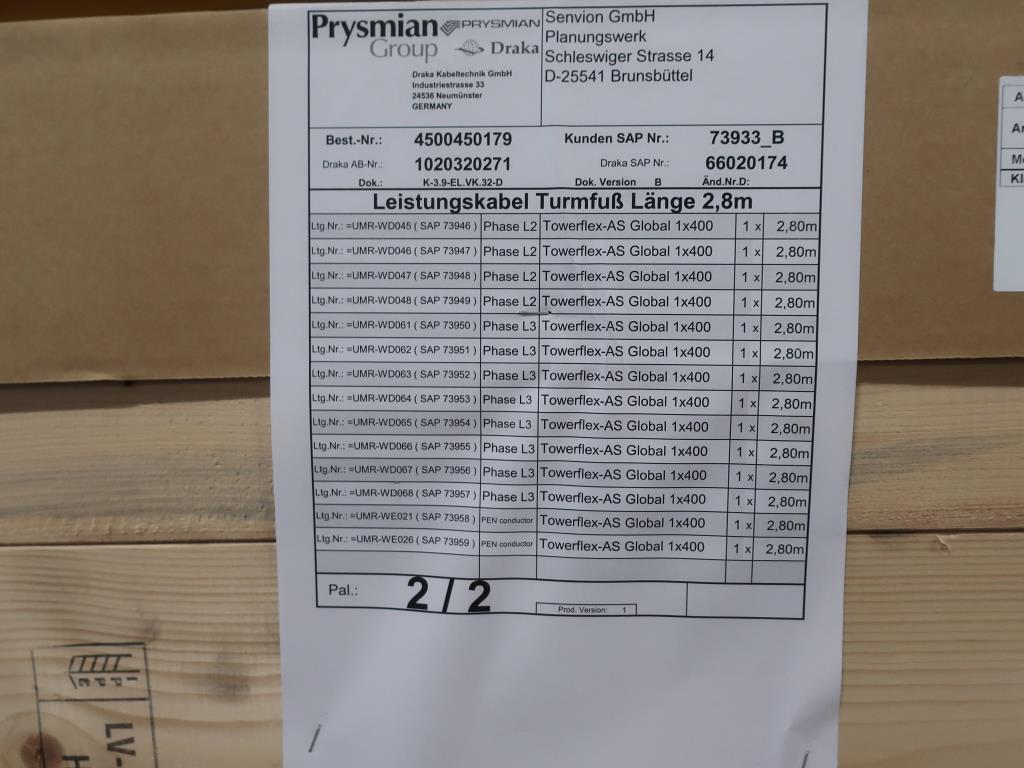 Prysmian PRYSMIAN
Group Draka
Draka Kabeltechnik GmbH
Industriestrasse 33
24536 Neumünster
GERMANY
Senvion GmbH
Planungswerk
Schleswiger Strasse 14
D-25541 Brunsbüttel
Best.-Nr.: 4500450179 Kunden SAP Nr.: 73933_B
Draka AB-Nr.: 1020320271 Draka SAP Nr.: 66020174
Dok.: K-3.9-EL.VK.32-D Dok. Version B Änd.Nr.D:
Leistungskabel Turmfuß Länge 2,8m
Ltg.Nr.: =UMR-WD045 ( SAP 73946 ) Phase L2 Towerflex-AS Global 1x400 1 x 2,80m
Ltg.Nr.: =UMR-WD046 ( SAP 73947 ) Phase L2 Towerflex-AS Global 1x400 1 x 2,80m
Ltg.Nr.: =UMR-WD047 ( SAP 73948 ) Phase L2 Towerflex-AS Global 1x400 1 x 2,80m
Ltg.Nr.: =UMR-WD048 ( SAP 73949 ) Phase L2 Towerflex-AS Global 1x400 1 x 2,80m
Ltg.Nr.: =UMR-WD061 ( SAP 73950 ) Phase L3 Towerflex-AS Global 1x400 1 x 2,80m
Ltg.Nr.: =UMR-WD062 ( SAP 73951 ) Phase L3 Towerflex-AS Global 1x400 1 x 2,80m
Ltg.Nr.: =UMR-WD063 ( SAP 73952 ) Phase L3 Towerflex-AS Global 1x400 1 x 2,80m
Ltg.Nr.: =UMR-WD064 ( SAP 73953 ) Phase L3 Towerflex-AS Global 1x400 1 x 2,80m
Ltg.Nr.: =UMR-WD065 ( SAP 73954 ) Phase L3 Towerflex-AS Global 1x400 1 x 2,80m
Ltg.Nr.: =UMR-WD066 ( SAP 73955 ) Phase L3 Towerflex-AS Global 1x400 1 x 2,80m
Ltg.Nr.: =UMR-WD067 ( SAP 73956 ) Phase L3 Towerflex-AS Global 1x400 1 x 2,80m
Ltg.Nr.: =UMR-WD068 ( SAP 73957 ) Phase L3 Towerflex-AS Global 1x400 1 x 2,80m
Ltg.Nr.: =UMR-WE021 ( SAP 73958 ) PEN conductor Towerflex-AS Global 1x400 1 x 2,80m
Ltg.Nr.: =UMR-WE026 ( SAP 73959 ) PEN conductor Towerflex-AS Global 1x400 1 x 2,80m
Pal.: 2 / 2
Prod. Version: 1
IPPC
LV-